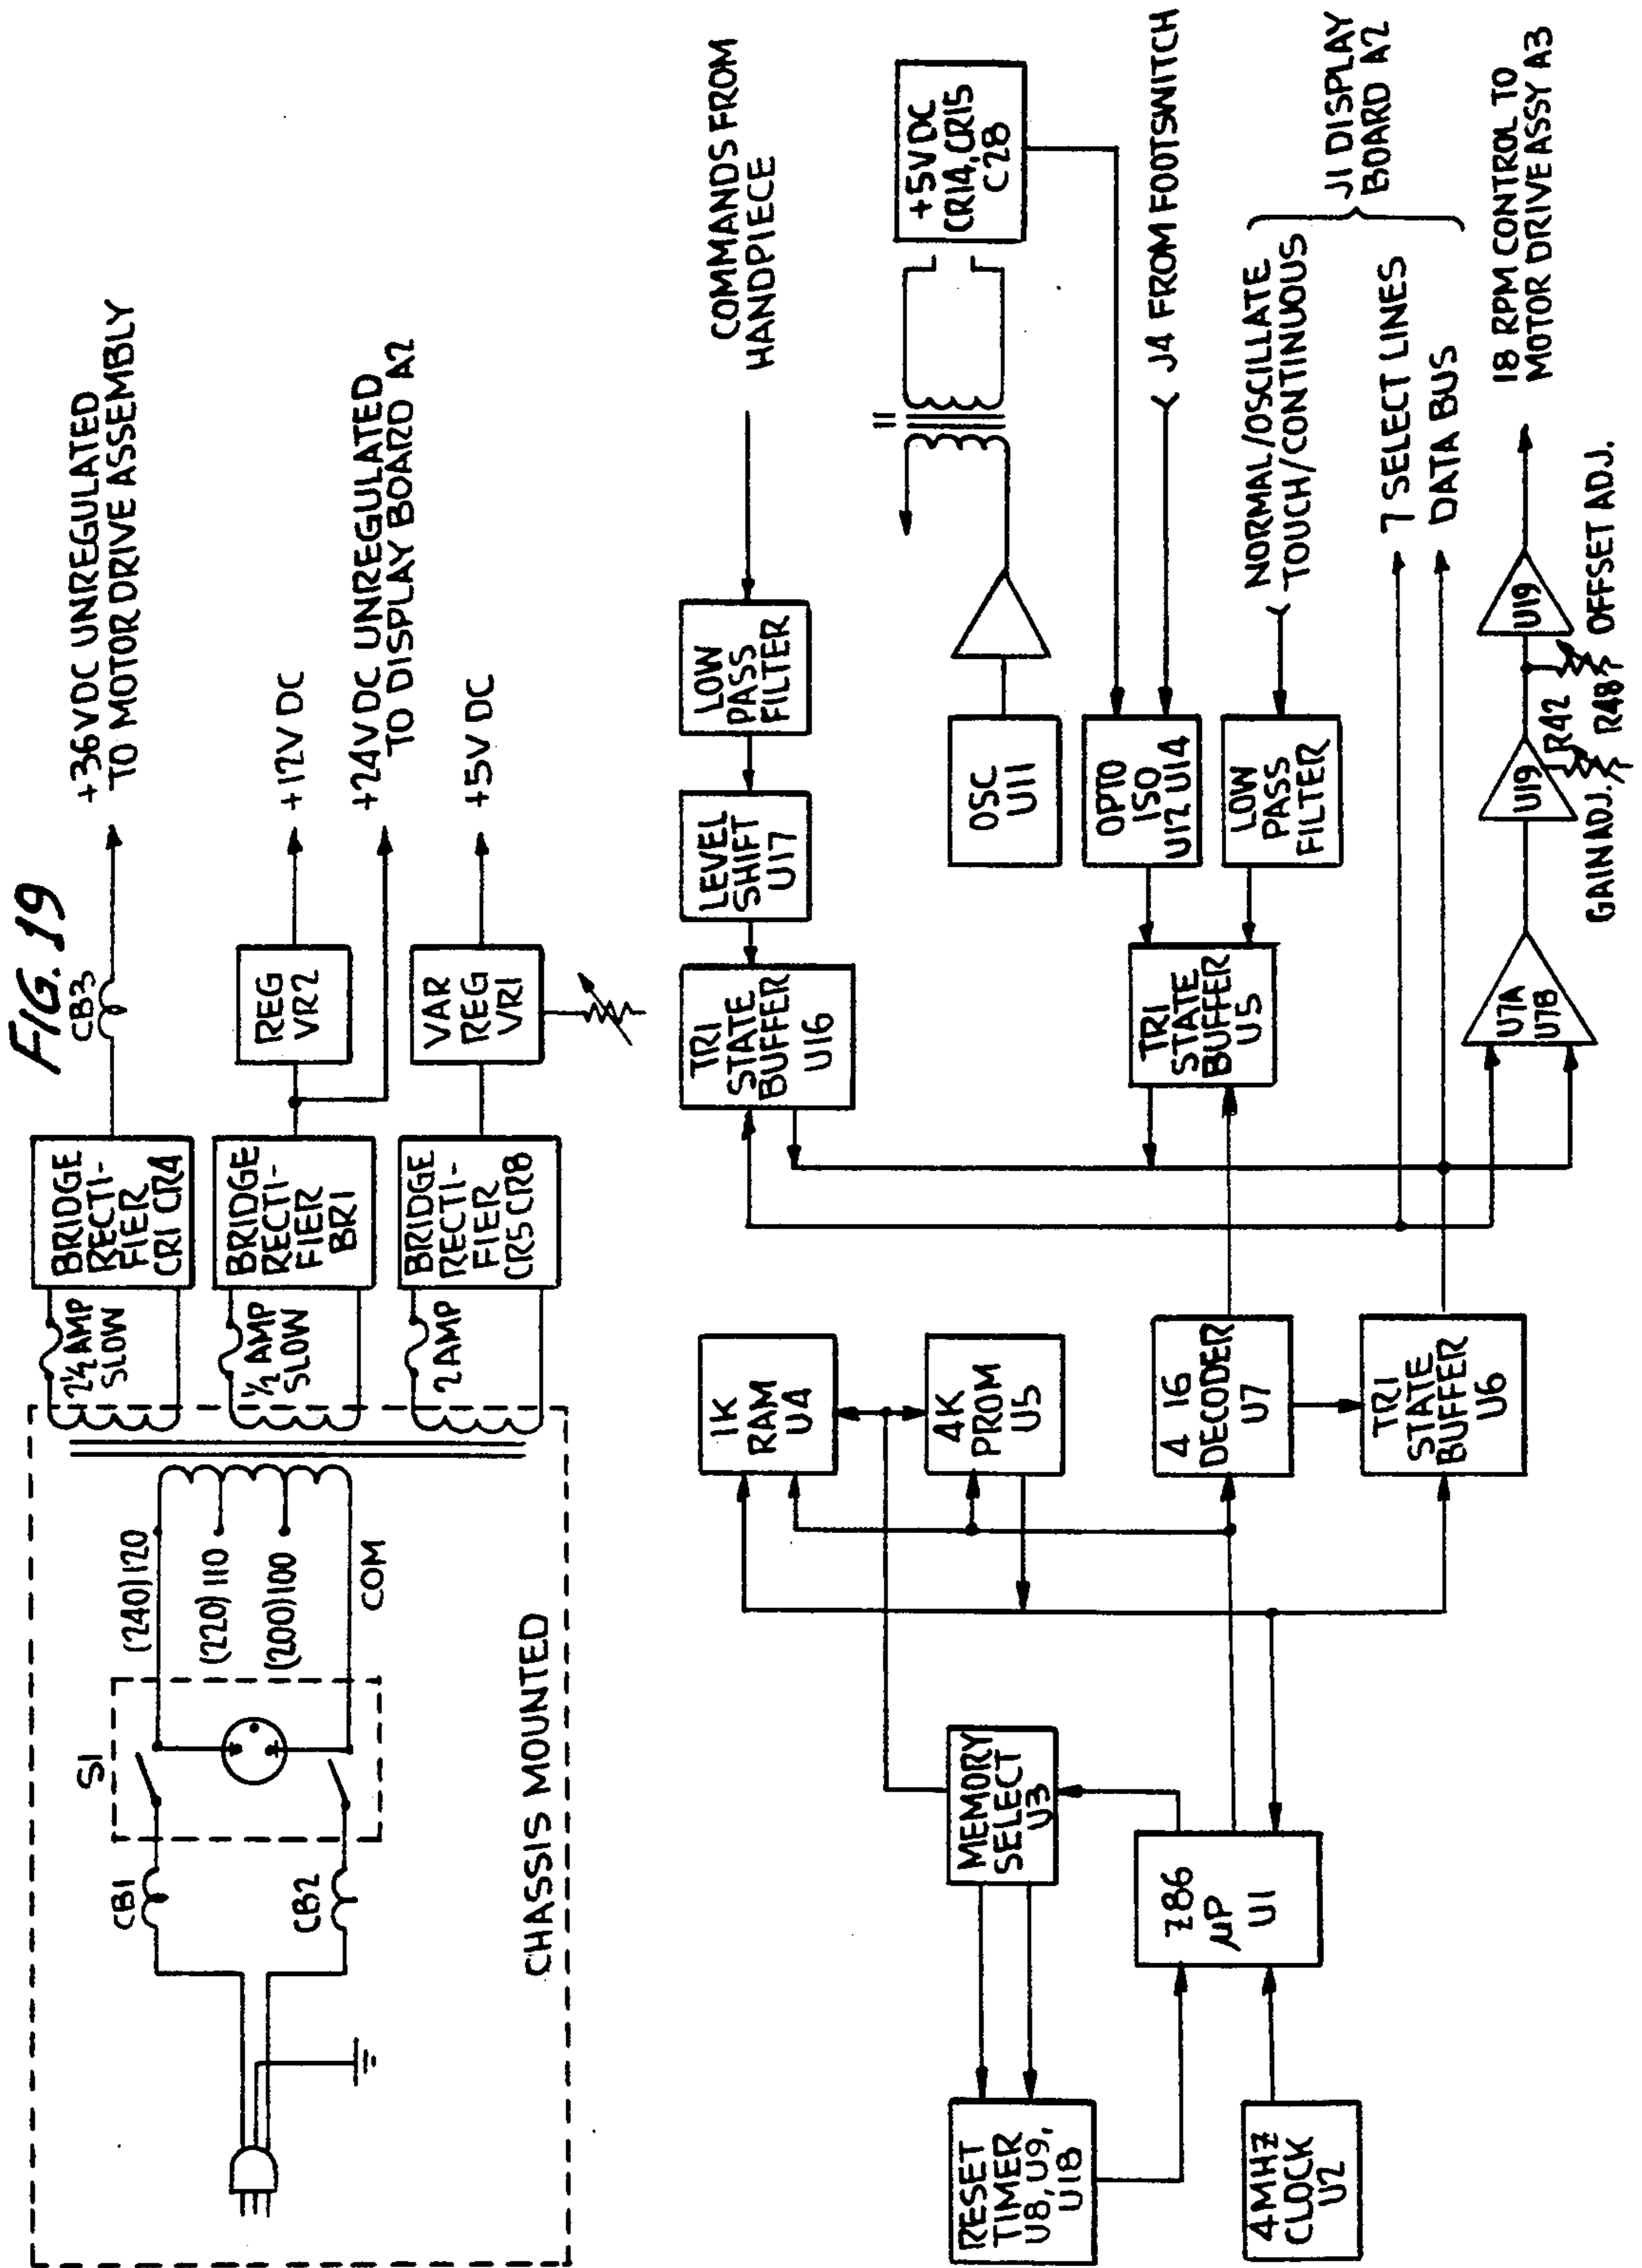 FIG. 19
S1
CB1
CB2
(240) 120
(220) 110
(200) 100
COM
CHASSIS MOUNTED
2½ AMP
SLOW
½ AMP
SLOW
2 AMP
BRIDGE
RECTI-
FIER
CR1 CR4
BRIDGE
RECTI-
FIER
BR1
BRIDGE
RECTI-
FIER
CR5 CR8
CB3
REG
VR2
VAR
REG
VR1
+36VDC UNREGULATED
TO MOTOR DRIVE ASSEMBLY
+12V DC
+24VDC UNREGULATED
TO DISPLAY BOARD A2
+5V DC
RESET
TIMER
U8, U9,
U18
4MHZ
CLOCK
U2
MEMORY
SELECT
U3
Z86
µP
U1
1K
RAM
U4
4K
PROM
U5
4 16
DECODER
U7
TRI
STATE
BUFFER
U6
TRI
STATE
BUFFER
U16
LEVEL
SHIFT
U17
LOW
PASS
FILTER
COMMANDS FROM
HANDPIECE
OSC
U11
+5V DC
CR14, CR15
C28
TRI
STATE
BUFFER
U5
OPTO
ISO
U12 U14
LOW
PASS
FILTER
J4 FROM FOOTSWITCH
NORMAL/OSCILLATE
TOUCH/CONTINUOUS
J1 DISPLAY
BOARD A2
7 SELECT LINES
DATA BUS
U7A
U7B
U19
U19
GAIN ADJ.
R42
R48
OFFSET ADJ.
18 RPM CONTROL TO
MOTOR DRIVE ASSY A3